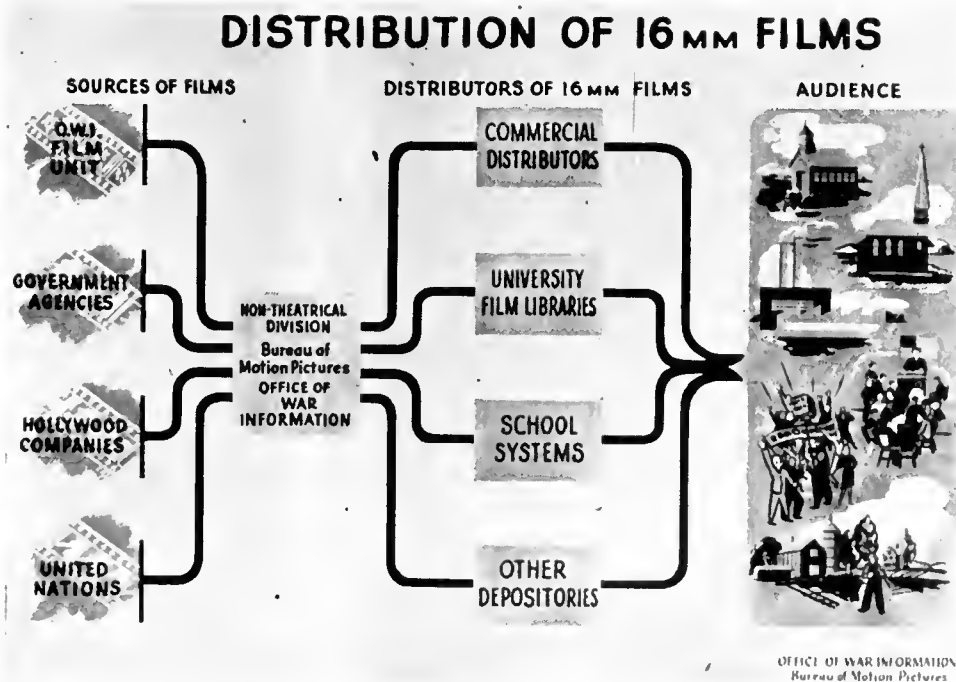 DISTRIBUTION OF 16MM FILMS
SOURCES OF FILMS
DISTRIBUTORS OF 16MM FILMS
AUDIENCE
O.W.I.
FILM
UNIT
GOVERNMENT
AGENCIES
HOLLYWOOD
COMPANIES
UNITED
NATIONS
NON-THEATRICAL
DIVISION
Bureau of
Motion Pictures
OFFICE OF
WAR
INFORMATION
COMMERCIAL
DISTRIBUTORS
UNIVERSITY
FILM LIBRARIES
SCHOOL
SYSTEMS
OTHER
DEPOSITORIES
OFFICE OF WAR INFORMATION
Bureau of Motion Pictures